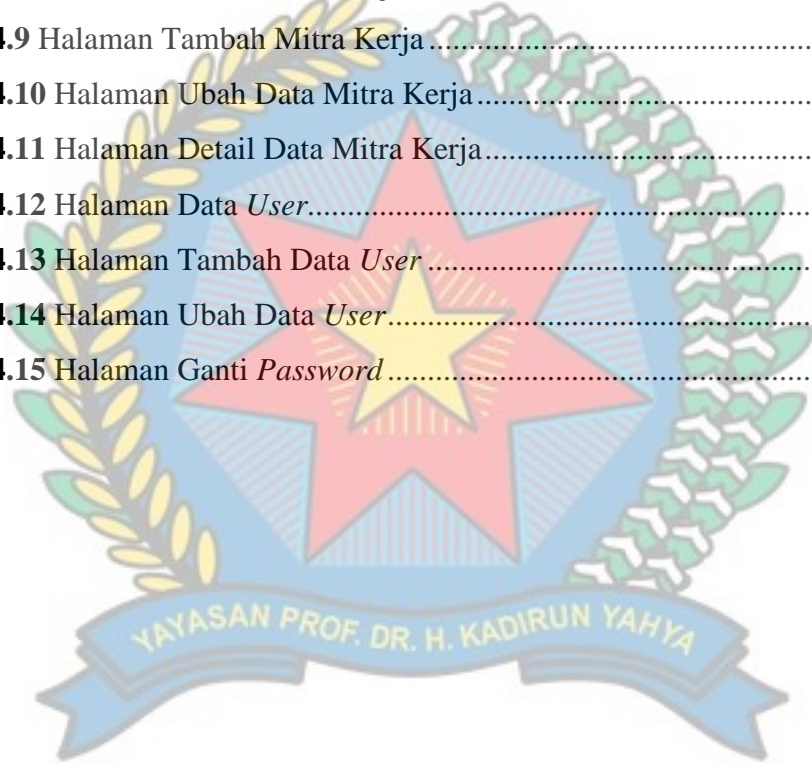 4.9 Halaman Tambah Mitra Kerja ........................................
4.10 Halaman Ubah Data Mitra Kerja ........................................
4.11 Halaman Detail Data Mitra Kerja ........................................
4.12 Halaman Data User ........................................
4.13 Halaman Tambah Data User ........................................
4.14 Halaman Ubah Data User ........................................
4.15 Halaman Ganti Password ........................................
YAYASAN PROF. DR. H. KADIRUN YAHYA